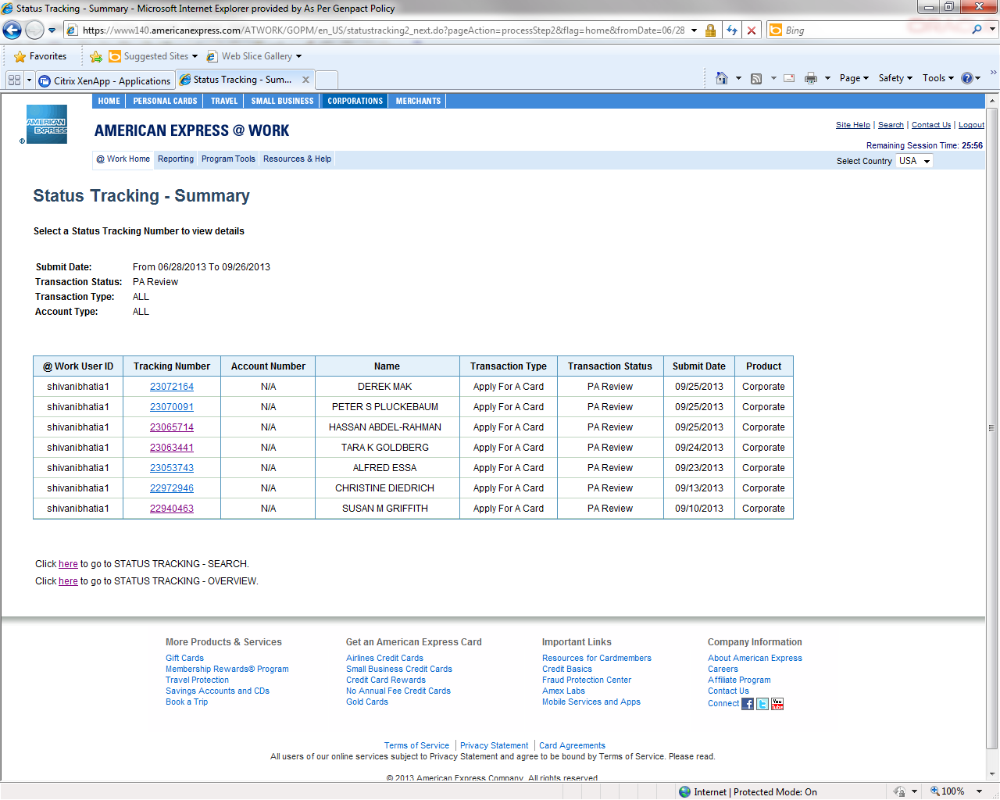 Status Tracking - Summary - Microsoft Internet Explorer provided by As Per Genpact Policy
https://www140.americanexpress.com/ATWORK/GOPM/en_US/statustracking2_next.do?pageAction=processStep2&flag=home&fromDate=06/28
Bing
Favorites Suggested Sites Web Slice Gallery
Citrix XenApp - Applications Status Tracking - Sum... Page Safety Tools
HOME PERSONAL CARDS TRAVEL SMALL BUSINESS CORPORATIONS MERCHANTS
AMERICAN EXPRESS ®
AMERICAN EXPRESS @ WORK
Site Help | Search | Contact Us | Logout
Remaining Session Time: 25:56
@ Work Home Reporting Program Tools Resources & Help
Select Country USA
Status Tracking - Summary
Select a Status Tracking Number to view details
Submit Date: From 06/28/2013 To 09/26/2013
Transaction Status: PA Review
Transaction Type: ALL
Account Type: ALL
@ Work User ID Tracking Number Account Number Name Transaction Type Transaction Status Submit Date Product
shivanibhatia1 23072164 N/A DEREK MAK Apply For A Card PA Review 09/25/2013 Corporate
shivanibhatia1 23070091 N/A PETER S PLUCKEBAUM Apply For A Card PA Review 09/25/2013 Corporate
shivanibhatia1 23065714 N/A HASSAN ABDEL-RAHMAN Apply For A Card PA Review 09/25/2013 Corporate
shivanibhatia1 23063441 N/A TARA K GOLDBERG Apply For A Card PA Review 09/24/2013 Corporate
shivanibhatia1 23053743 N/A ALFRED ESSA Apply For A Card PA Review 09/23/2013 Corporate
shivanibhatia1 22972946 N/A CHRISTINE DIEDRICH Apply For A Card PA Review 09/13/2013 Corporate
shivanibhatia1 22940463 N/A SUSAN M GRIFFITH Apply For A Card PA Review 09/10/2013 Corporate
Click here to go to STATUS TRACKING - SEARCH.
Click here to go to STATUS TRACKING - OVERVIEW.
More Products & Services Get an American Express Card Important Links Company Information
Gift Cards Airlines Credit Cards Resources for Cardmembers About American Express
Membership Rewards® Program Small Business Credit Cards Credit Basics Careers
Travel Protection Credit Card Rewards Fraud Protection Center Affiliate Program
Savings Accounts and CDs No Annual Fee Credit Cards Amex Labs Contact Us
Book a Trip Gold Cards Mobile Services and Apps Connect
You Tube
Terms of Service | Privacy Statement | Card Agreements
All users of our online services subject to Privacy Statement and agree to be bound by Terms of Service. Please read.
© 2013 American Express Company. All rights reserved
Internet | Protected Mode: On 100%